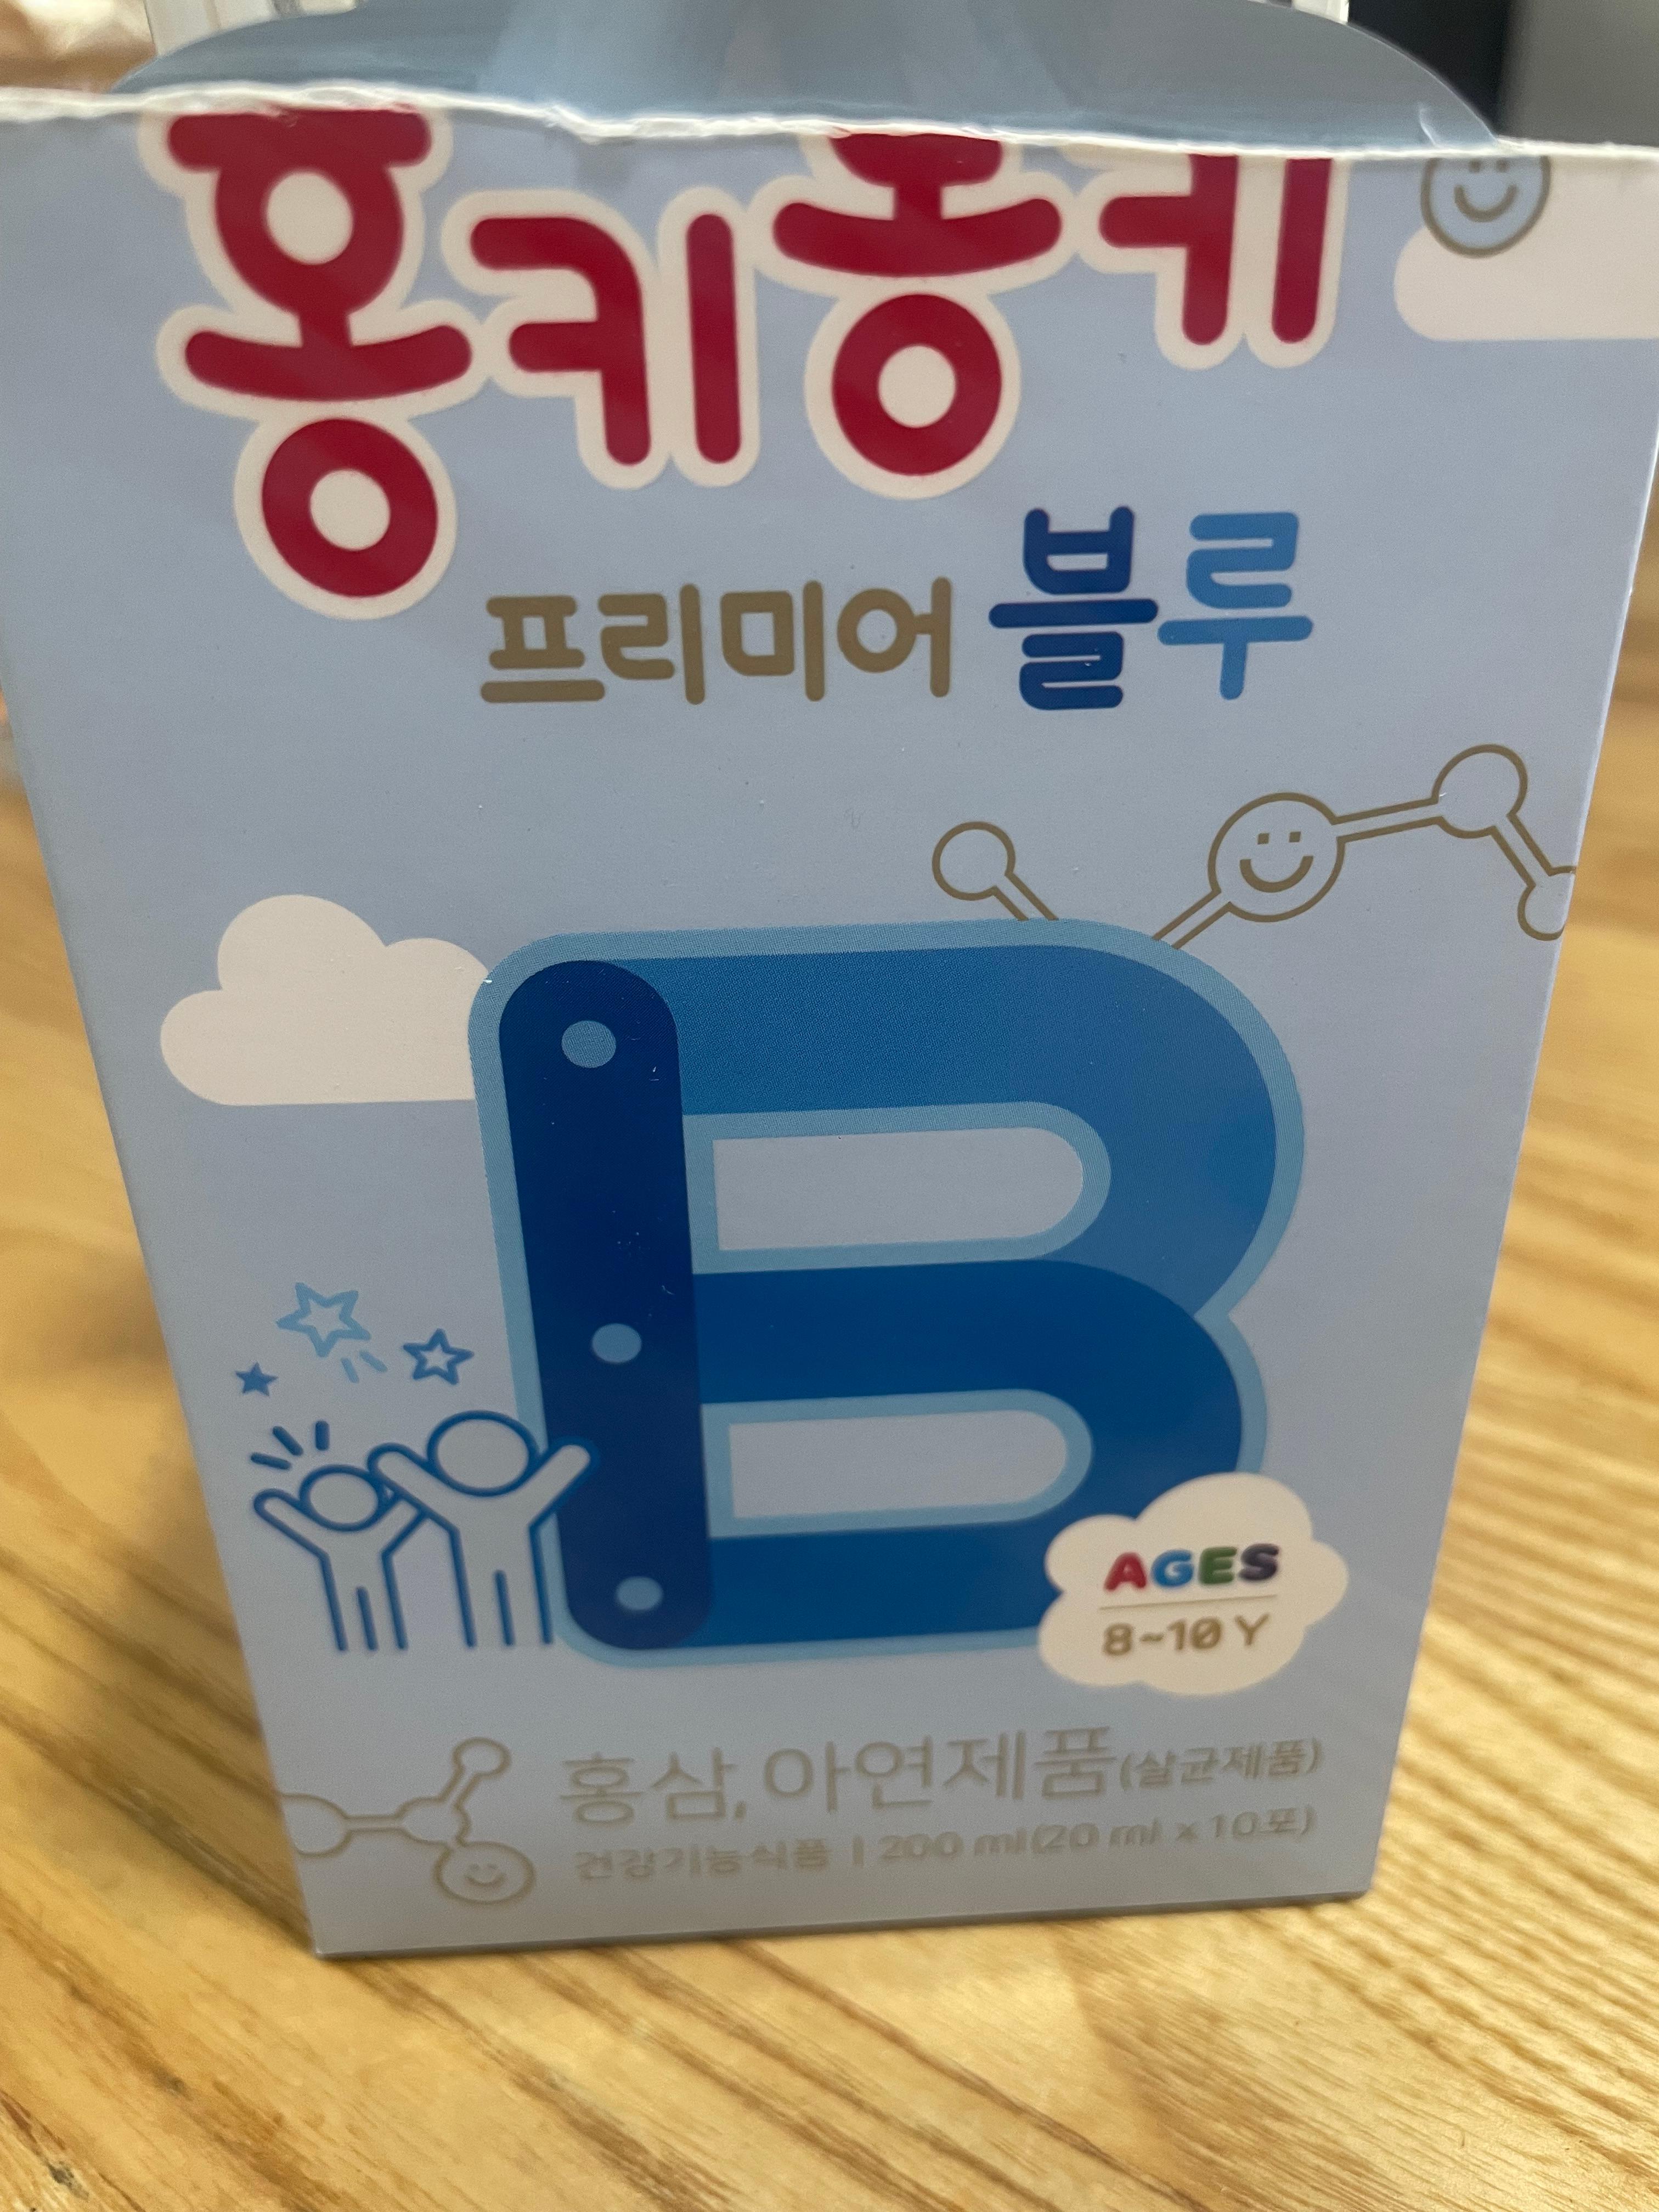 홍키홍키
프리미어 블루
B
AGES
8~10 Y
홍삼, 아연제품(살균제품)
건강기능식품 | 200 ml(20 ml x 10포)